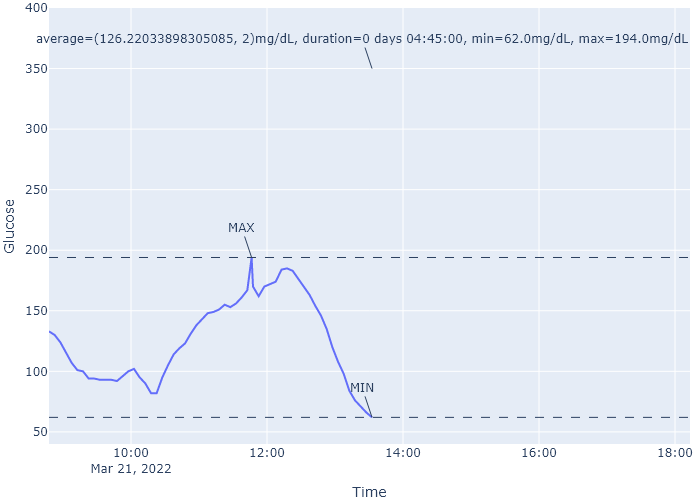 400
average=(126.22033898305085, 2)mg/dL, duration=0 days 04:45:00, min=62.0mg/dL, max=194.0mg/dL
350
300
250
MAX
200
Glucose
150
100
MIN
50
10:00
12:00
14:00
16:00
18:00
Mar 21, 2022
Time